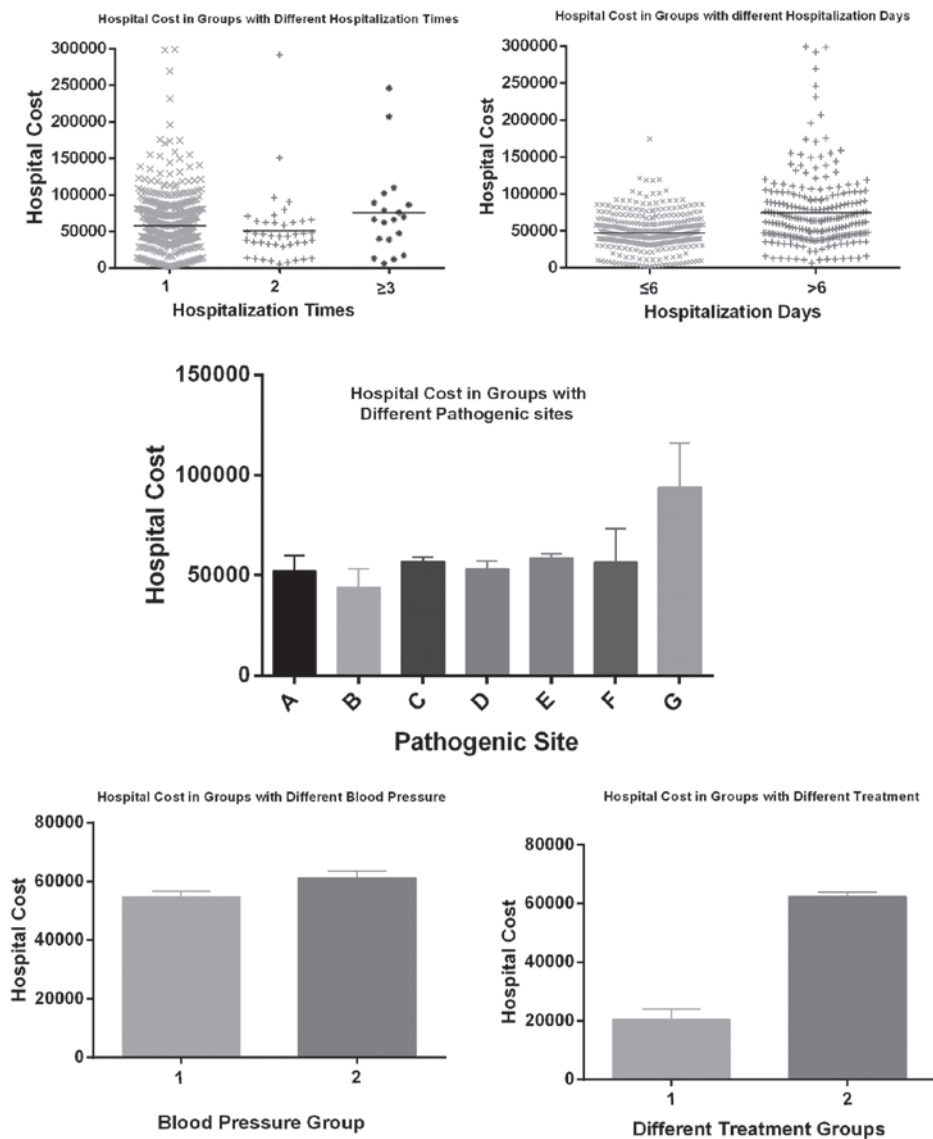 Hospital Cost in Groups with Different Hospitalization Times
300000
250000
200000
150000
100000
50000
0
Hospital Cost
1 2 ≥3
Hospitalization Times
Hospital Cost in Groups with different Hospitalization Days
300000
250000
200000
150000
100000
50000
0
Hospital Cost
≤6 >6
Hospitalization Days
Hospital Cost in Groups with
Different Pathogenic sites
150000
100000
50000
0
Hospital Cost
A B C D E F G
Pathogenic Site
Hospital Cost in Groups with Different Blood Pressure
80000
60000
40000
20000
0
Hospital Cost
1 2
Blood Pressure Group
Hospital Cost in Groups with Different Treatment
80000
60000
40000
20000
0
Hospital Cost
1 2
Different Treatment Groups